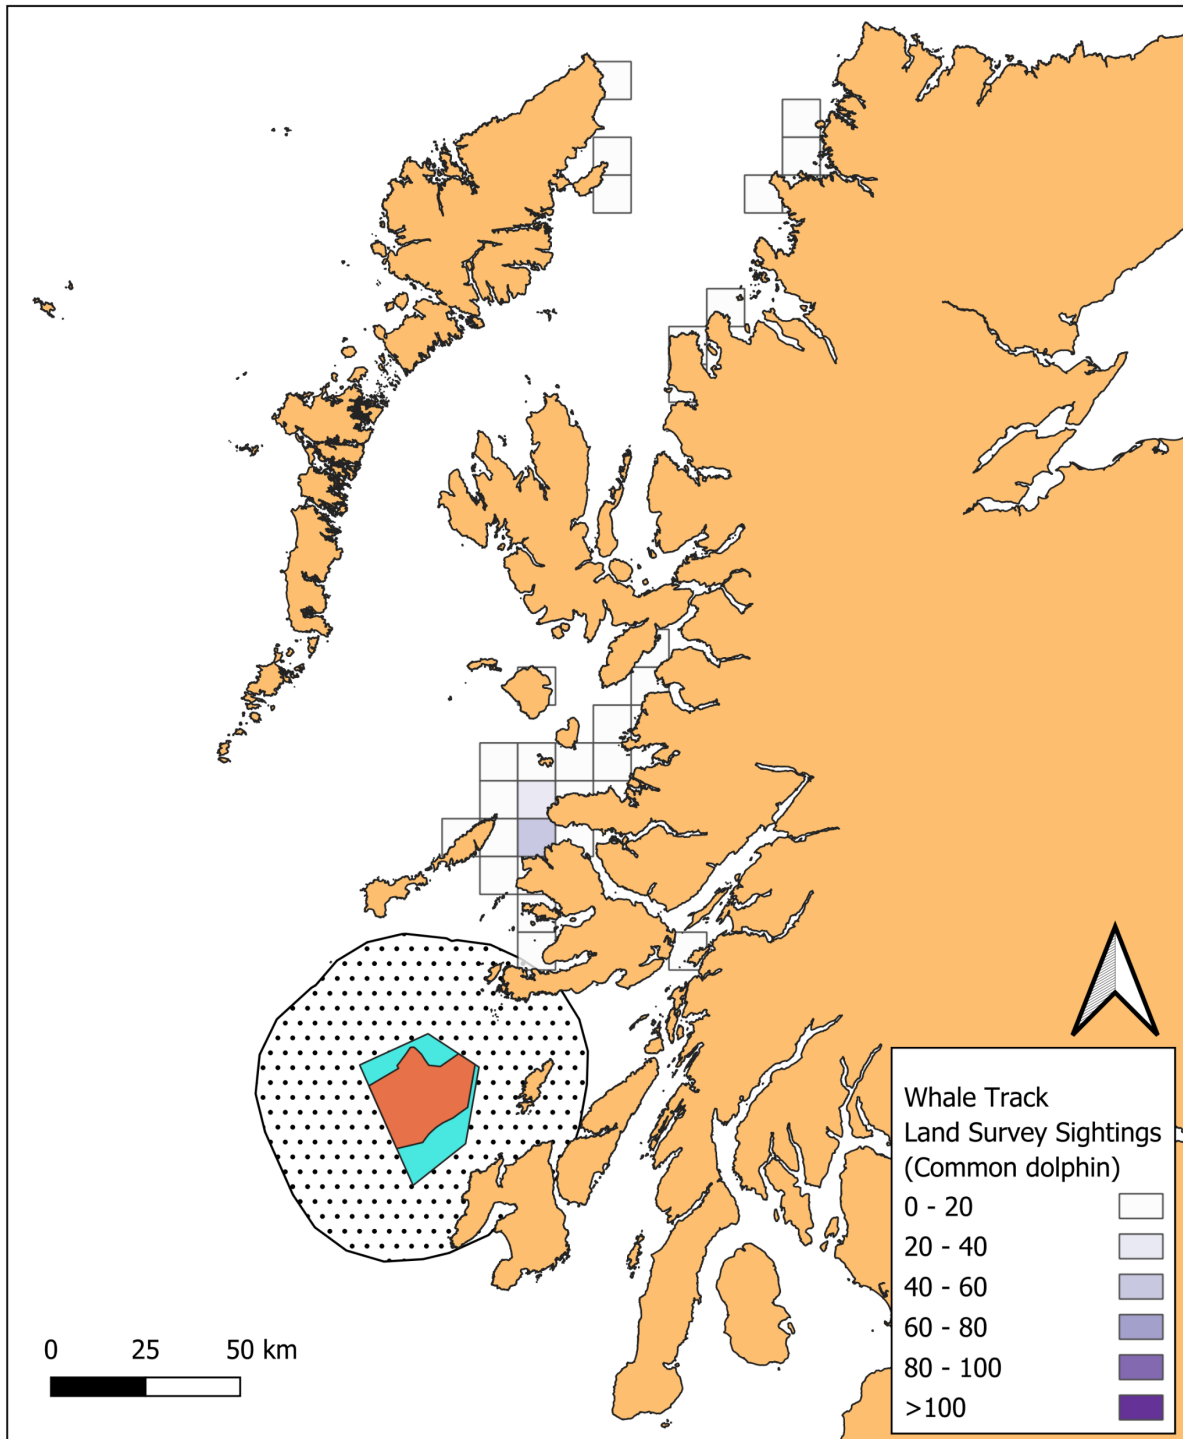 Whale Track
Land Survey Sightings
(Common dolphin)
0 - 20
20 - 40
40 - 60
60 - 80
80 - 100
>100
0 25 50 km